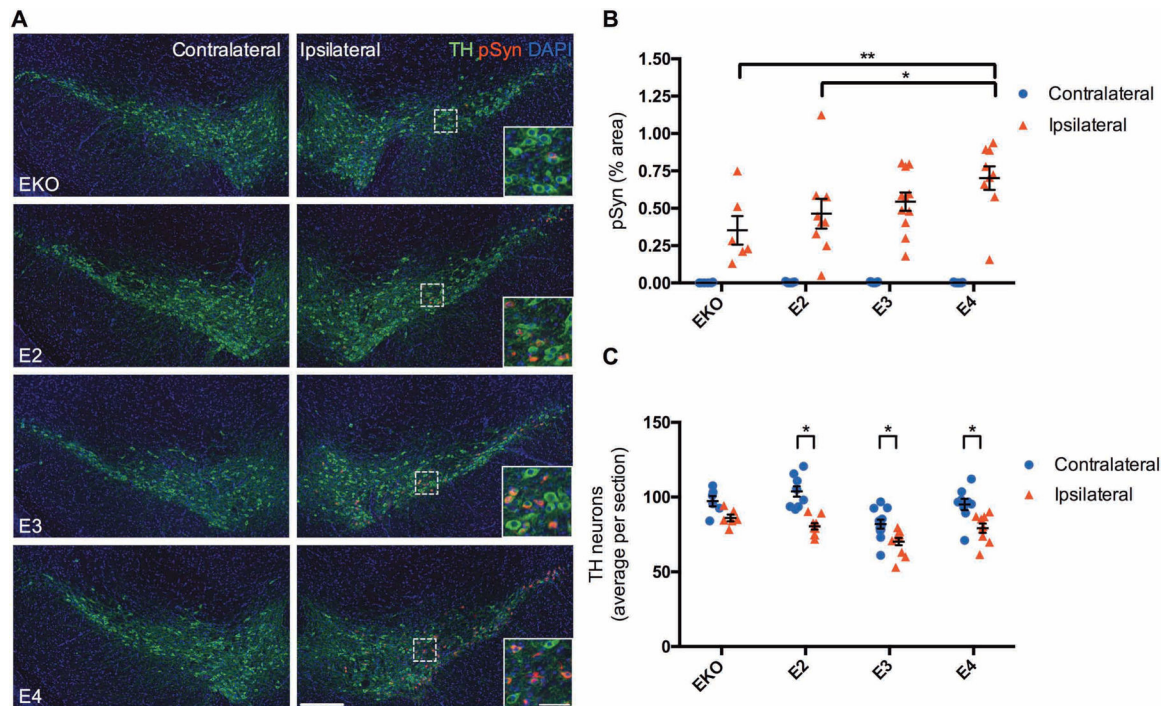 A
Contralateral
Ipsilateral
TH pSyn DAPI
EKO
E2
E3
E4
B
pSyn (% area)
1.50
1.25
1.00
0.75
0.50
0.25
0.00
**
*
EKO
E2
E3
E4
Contralateral
Ipsilateral
C
TH neurons
(average per section)
150
100
50
0
*
*
*
EKO
E2
E3
E4
Contralateral
Ipsilateral